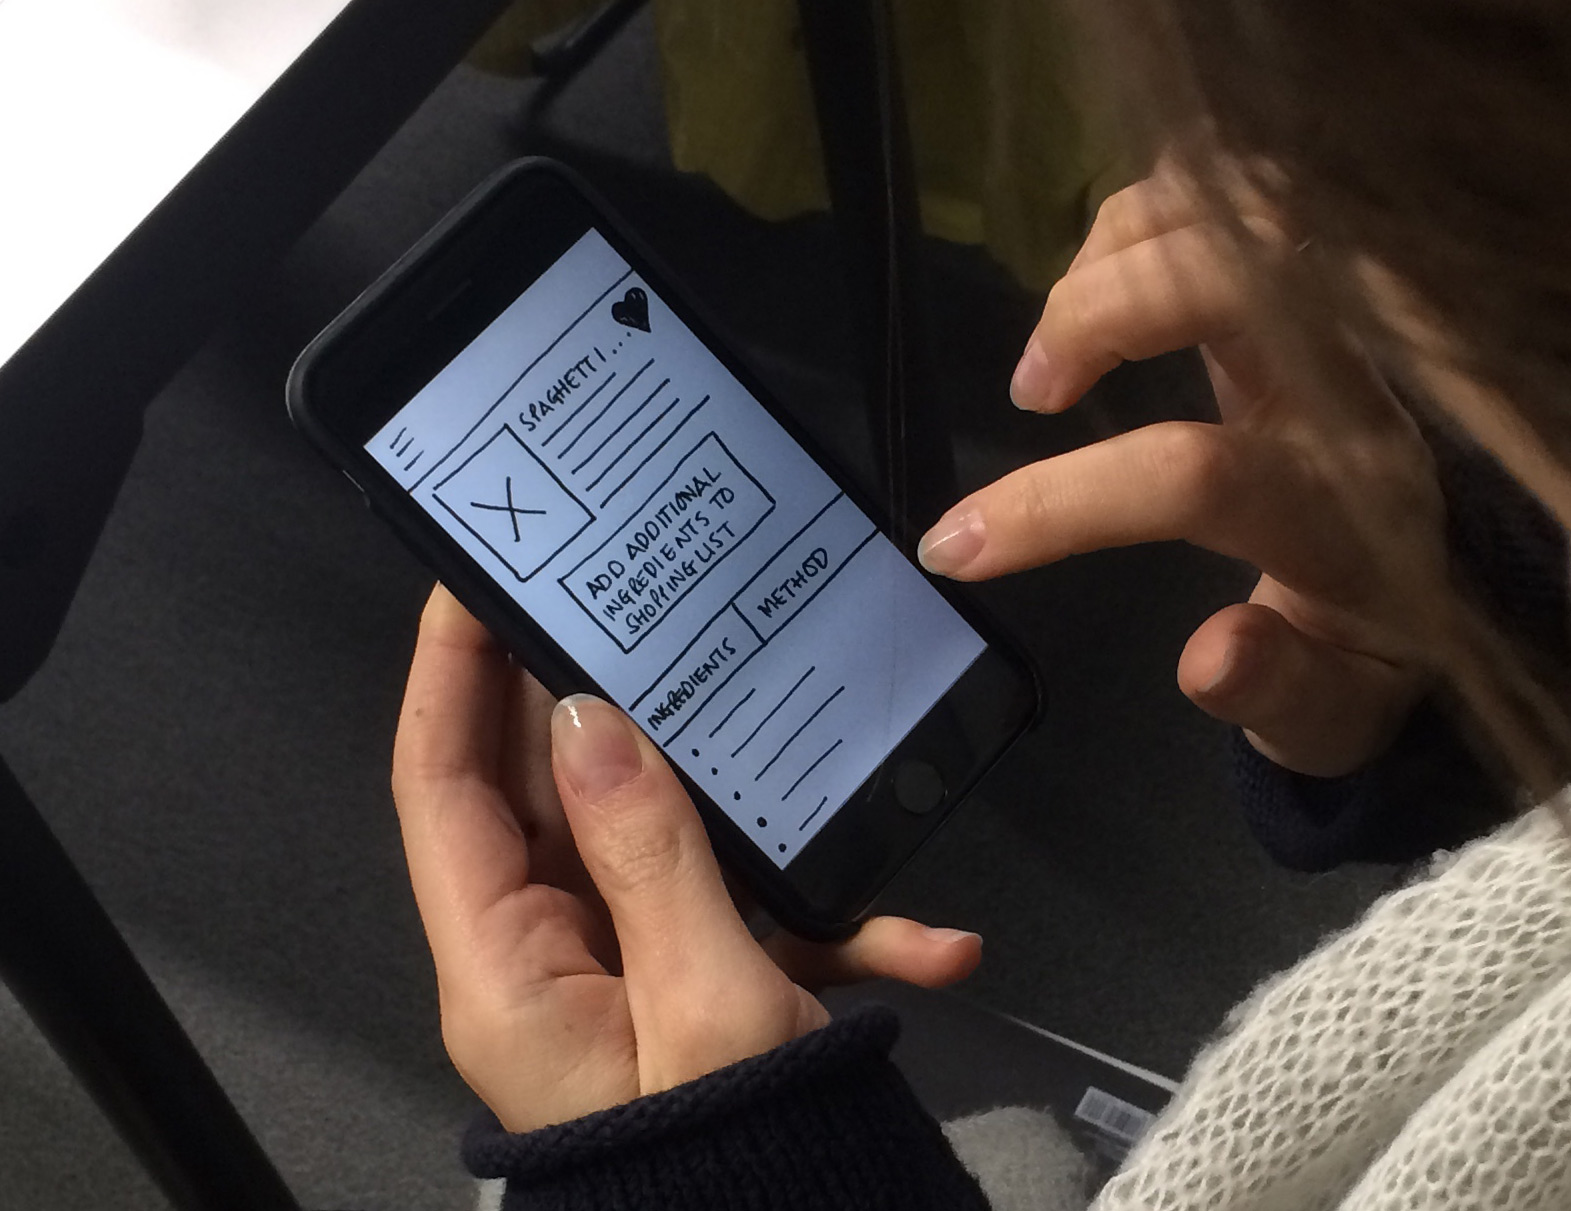 SPAGHETTI....
ADD ADDITIONAL
INGREDIENTS TO
SHOPPING LIST
INGREDIENTS
METHOD